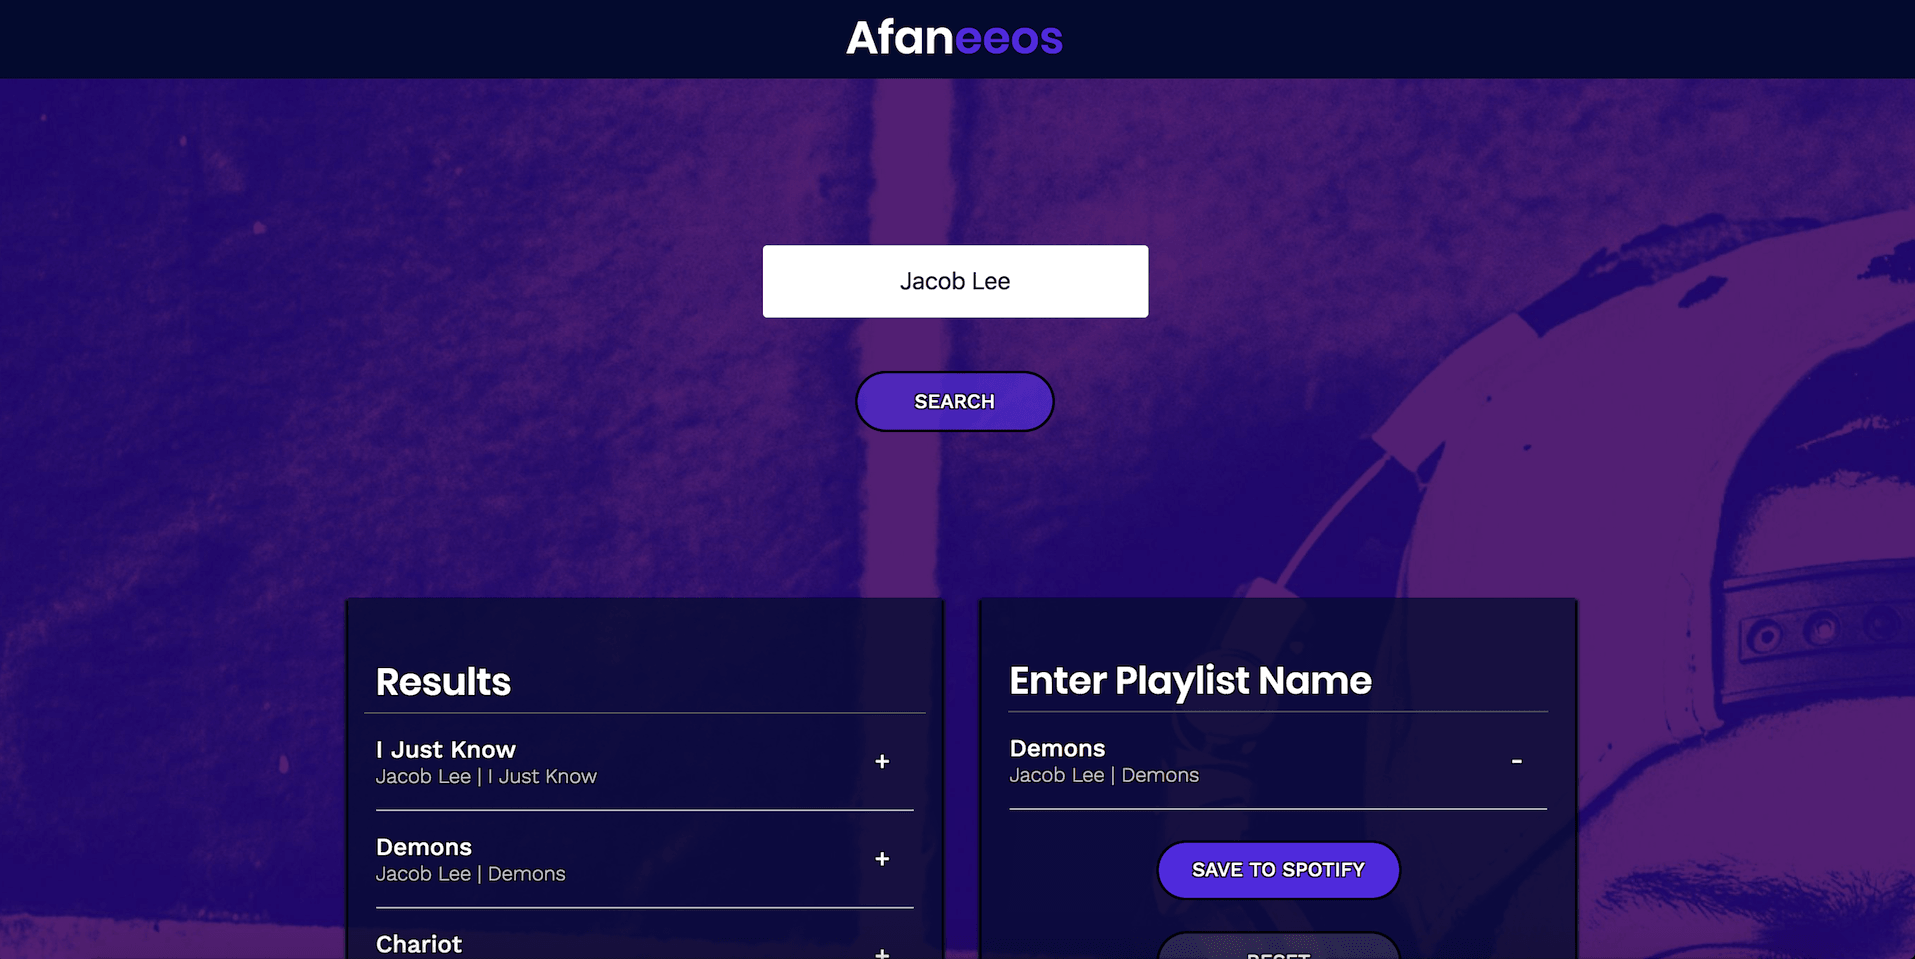 Afaneeos
Jacob Lee
SEARCH
Results
I Just Know
Jacob Lee | I Just Know
+
Demons
Jacob Lee | Demons
+
Chariot
+
Enter Playlist Name
Demons
Jacob Lee | Demons
-
SAVE TO SPOTIFY
RESET